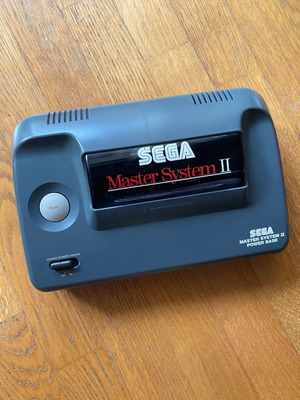 SEGA
Master System II
SEGA
MASTER SYSTEM II
POWER BASE